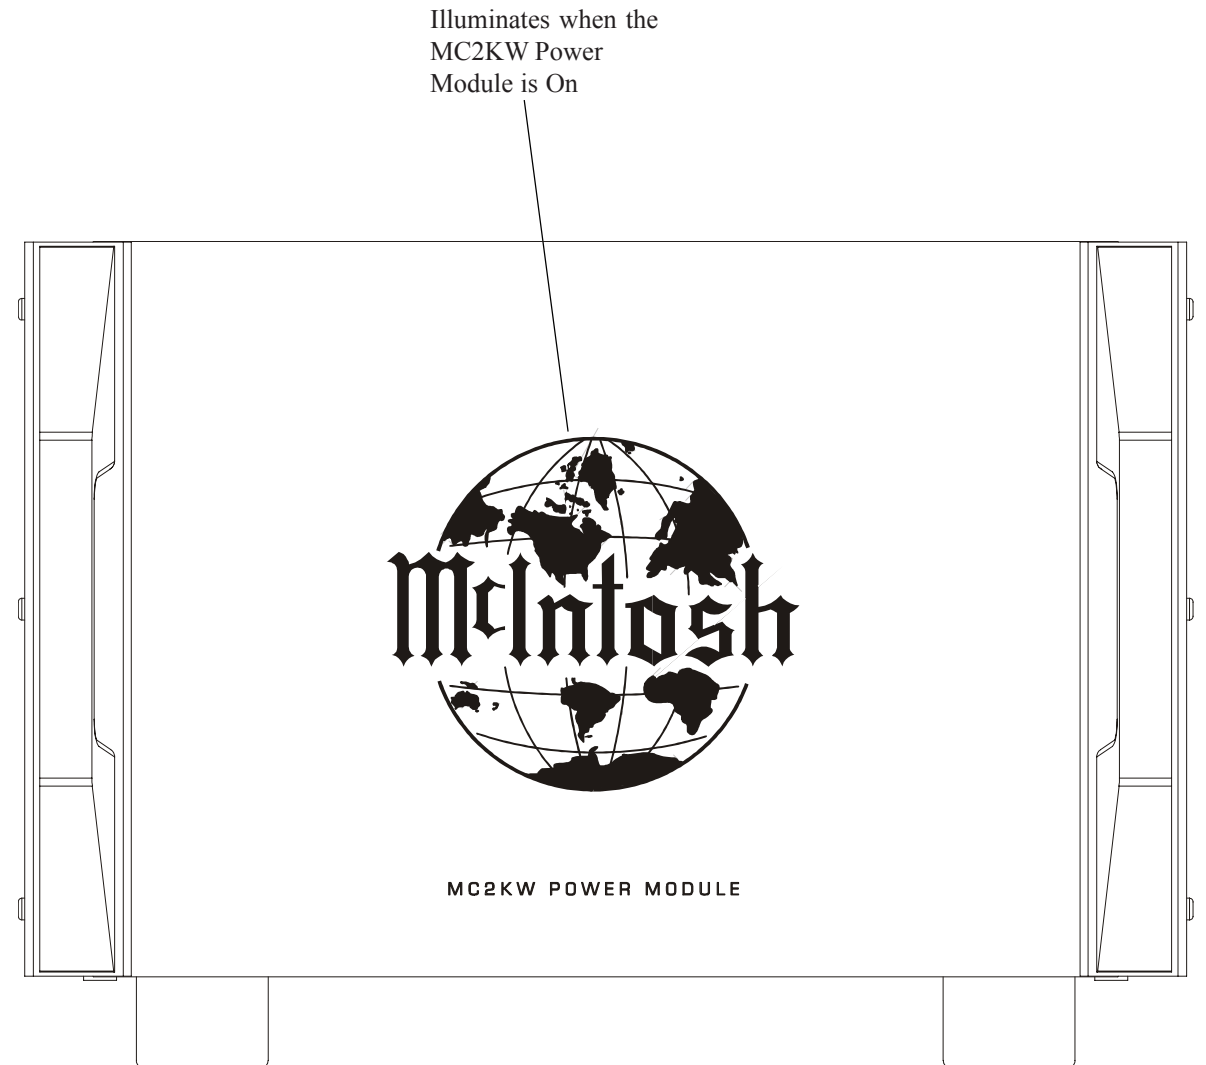 Illuminates when the
MC2KW Power
Module is On
McIntosh
MC2KW POWER MODULE